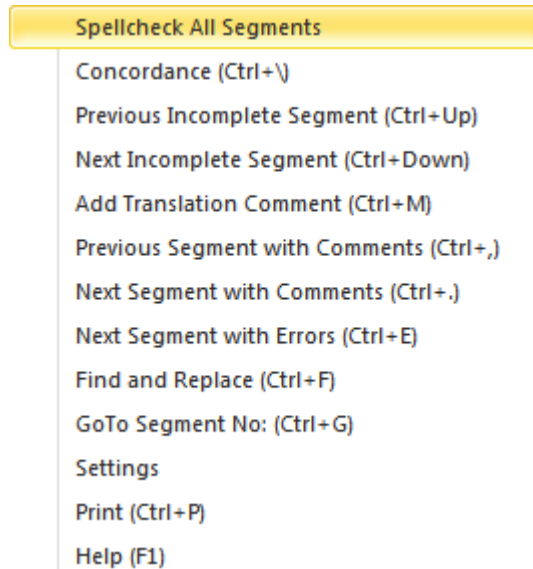 Spellcheck All Segments
Concordance (Ctrl+\)
Previous Incomplete Segment (Ctrl+Up)
Next Incomplete Segment (Ctrl+Down)
Add Translation Comment (Ctrl+M)
Previous Segment with Comments (Ctrl+,)
Next Segment with Comments (Ctrl+.)
Next Segment with Errors (Ctrl+E)
Find and Replace (Ctrl+F)
GoTo Segment No: (Ctrl+G)
Settings
Print (Ctrl+P)
Help (F1)